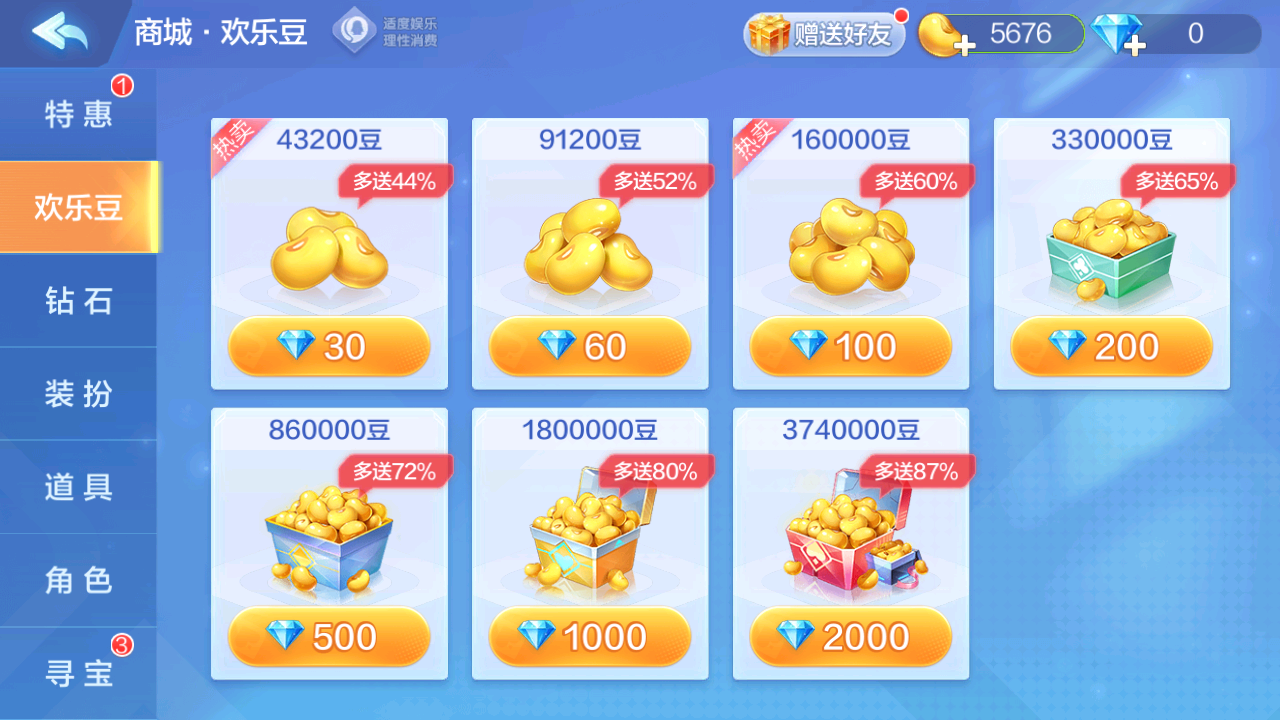 商城·欢乐豆
适度娱乐
理性消费
赠送好友
5676
0
特惠
1
欢乐豆
钻石
装扮
道具
角色
寻宝
3
热卖
43200豆
多送44%
30
91200豆
多送52%
60
热卖
160000豆
多送60%
100
330000豆
多送65%
200
860000豆
多送72%
500
1800000豆
多送80%
1000
3740000豆
多送87%
2000